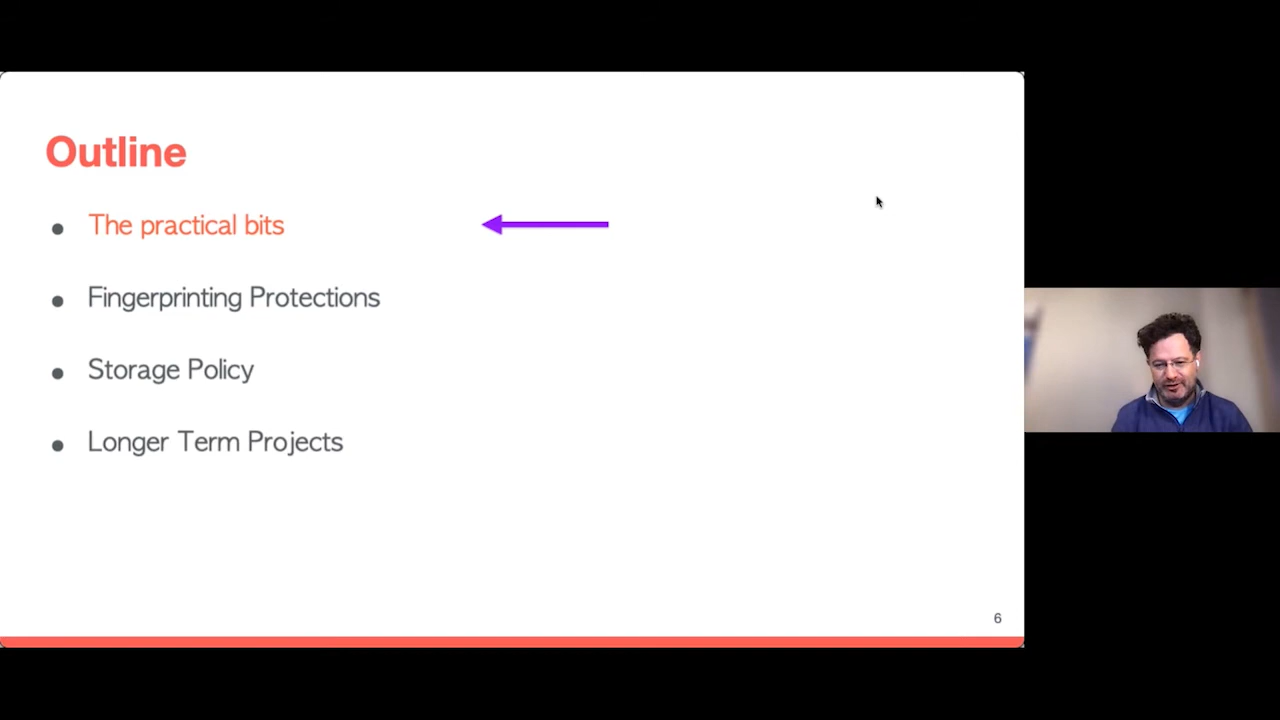 Outline
The practical bits
Fingerprinting Protections
Storage Policy
Longer Term Projects
6